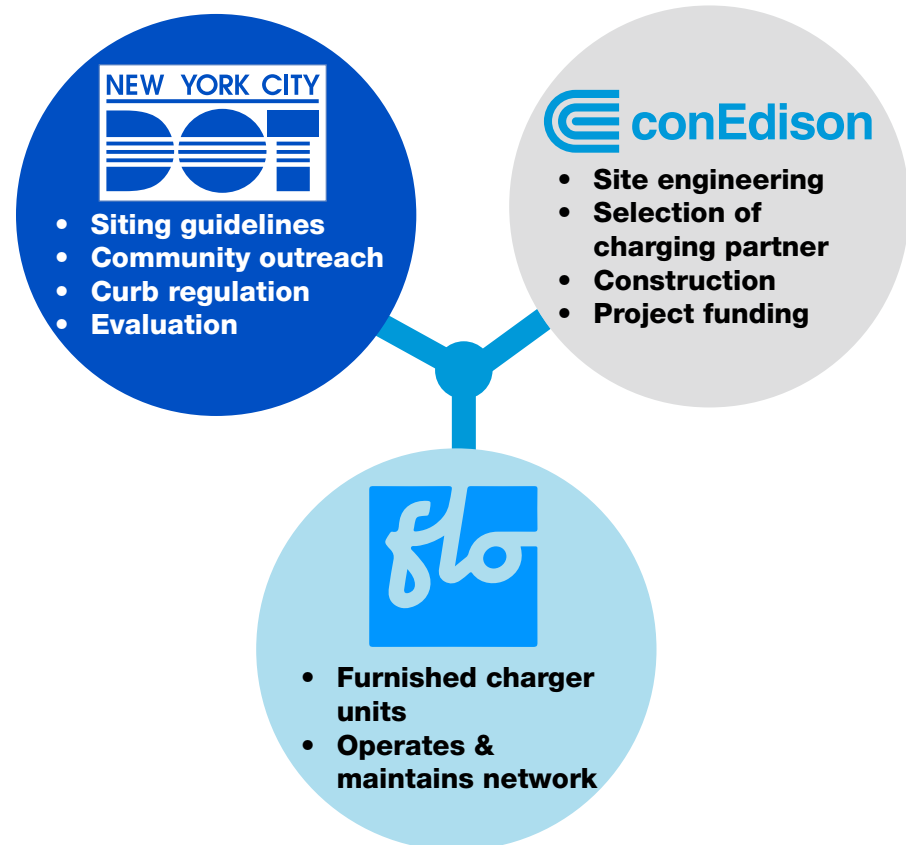 NEW YORK CITY
DOT
• Siting guidelines
• Community outreach
• Curb regulation
• Evaluation
conEdison
• Site engineering
• Selection of
charging partner
• Construction
• Project funding
flo
• Furnished charger
units
• Operates &
maintains network